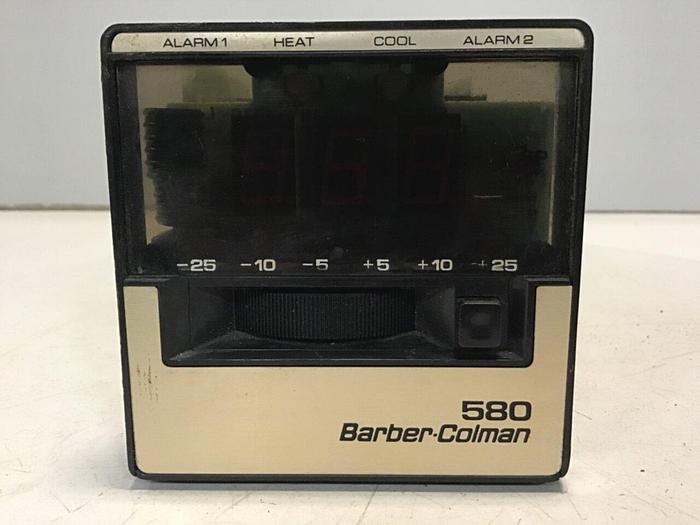 ALARM 1 HEAT COOL ALARM 2
-25 -10 -5 +5 +10 +25
580
Barber-Colman